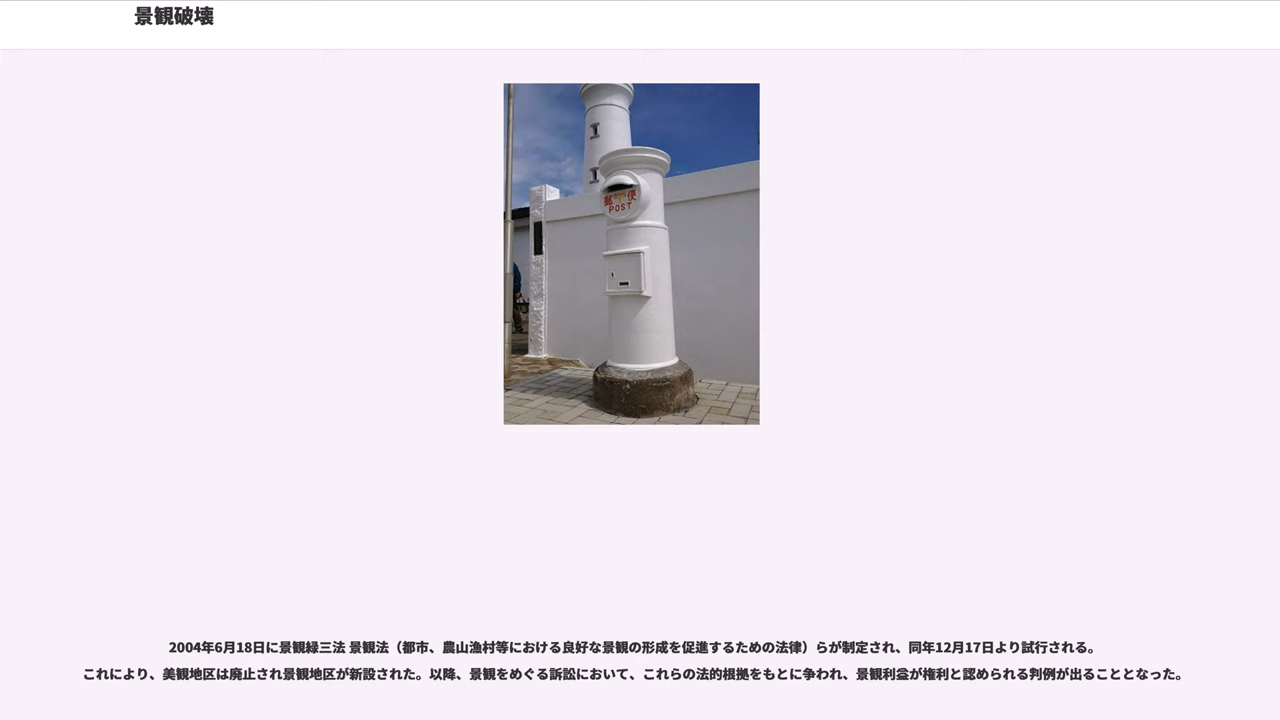 景観破壊
郵〒便
POST
2004年6月18日に景観緑三法 景観法（都市、農山漁村等における良好な景観の形成を促進するための法律）らが制定され、同年12月17日より試行される。
これにより、美観地区は廃止され景観地区が新設された。以降、景観をめぐる訴訟において、これらの法的根拠をもとに争われ、景観利益が権利と認められる判例が出ることとなった。